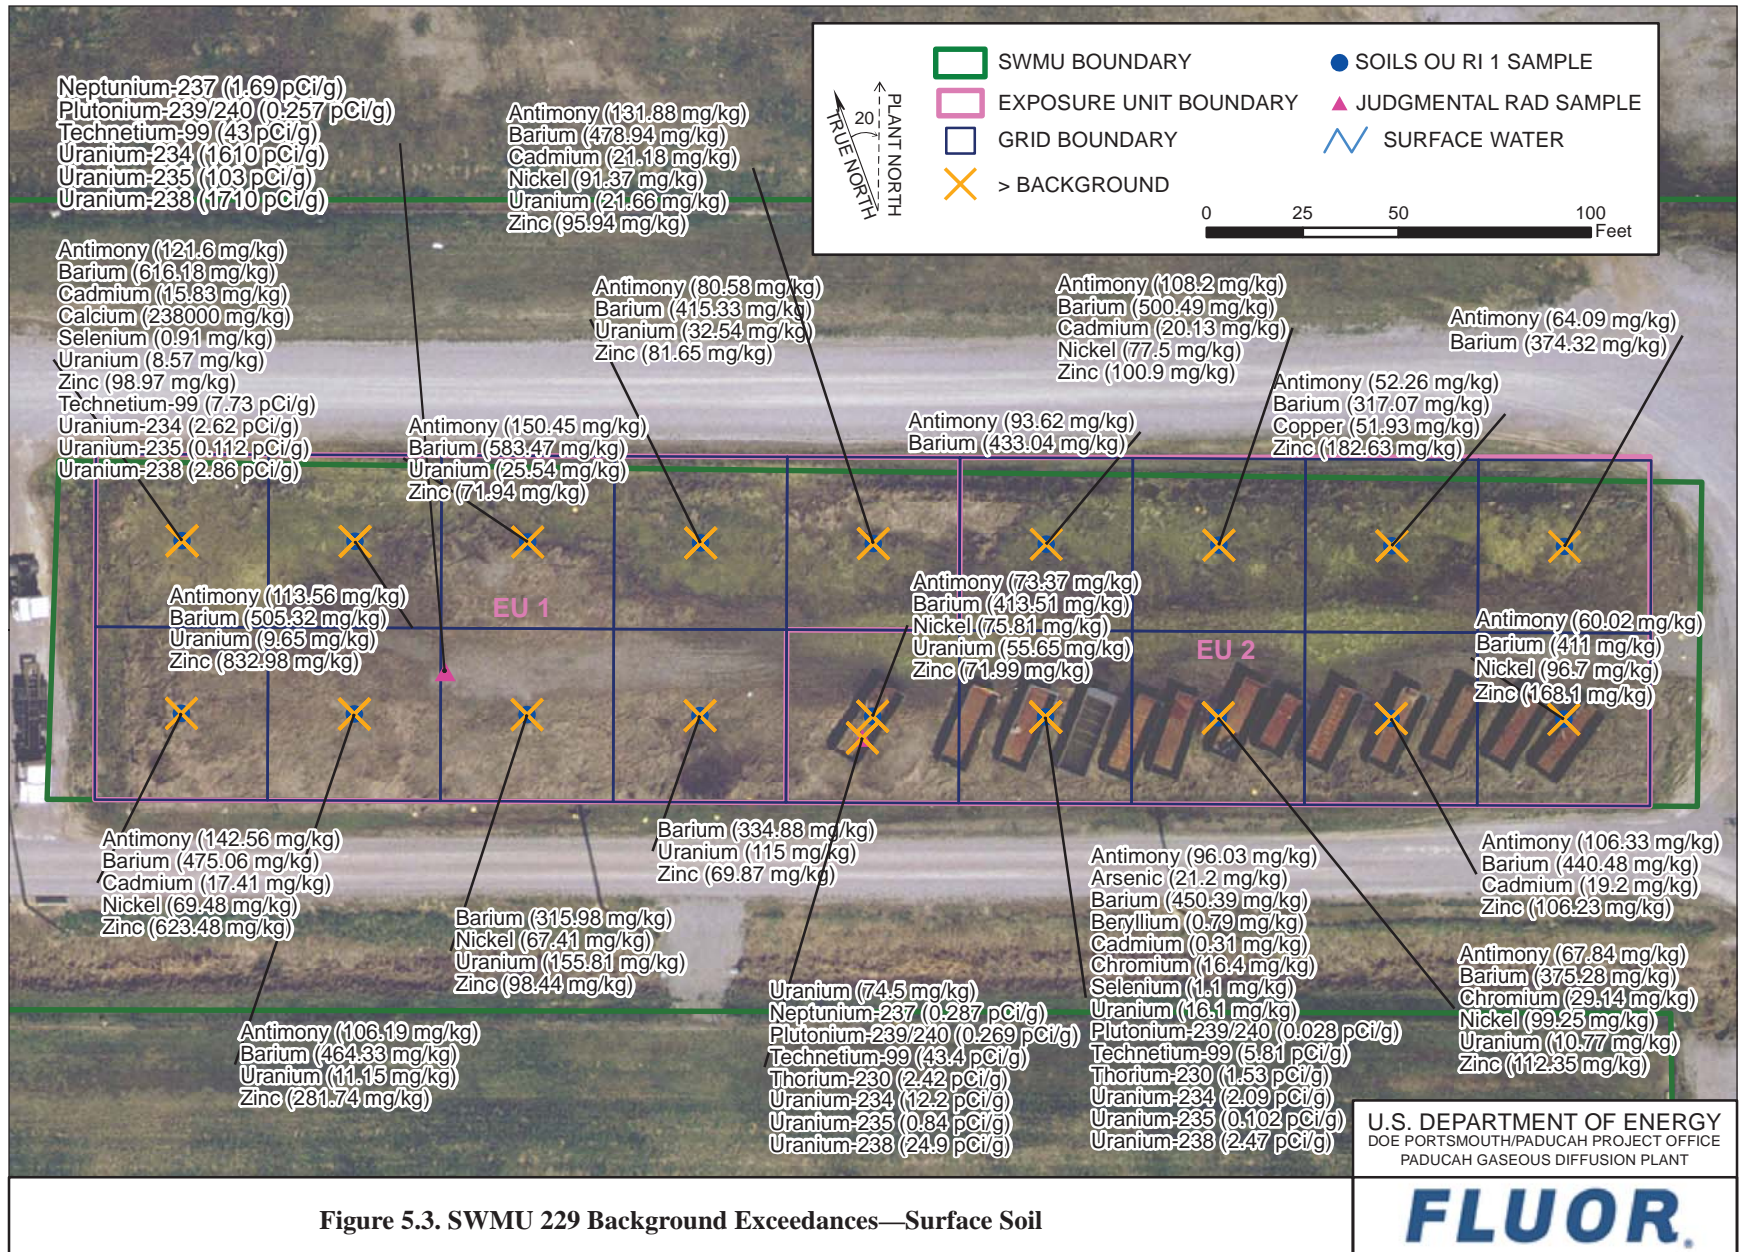 SWMU BOUNDARY
EXPOSURE UNIT BOUNDARY
GRID BOUNDARY
> BACKGROUND
SOILS OU RI 1 SAMPLE
JUDGMENTAL RAD SAMPLE
SURFACE WATER
TRUE NORTH
20
PLANT NORTH
0 25 50 100
Feet
Neptunium-237 (1.69 pCi/g)
Plutonium-239/240 (0.257 pCi/g)
Technetium-99 (43 pCi/g)
Uranium-234 (1610 pCi/g)
Uranium-235 (103 pCi/g)
Uranium-238 (1710 pCi/g)
Antimony (131.88 mg/kg)
Barium (478.94 mg/kg)
Cadmium (21.18 mg/kg)
Nickel (91.37 mg/kg)
Uranium (21.66 mg/kg)
Zinc (95.94 mg/kg)
Antimony (121.6 mg/kg)
Barium (616.18 mg/kg)
Cadmium (15.83 mg/kg)
Calcium (238000 mg/kg)
Selenium (0.91 mg/kg)
Uranium (8.57 mg/kg)
Zinc (98.97 mg/kg)
Technetium-99 (7.73 pCi/g)
Uranium-234 (2.62 pCi/g)
Uranium-235 (0.112 pCi/g)
Uranium-238 (2.86 pCi/g)
Antimony (80.58 mg/kg)
Barium (415.33 mg/kg)
Uranium (32.54 mg/kg)
Zinc (81.65 mg/kg)
Antimony (108.2 mg/kg)
Barium (500.49 mg/kg)
Cadmium (20.13 mg/kg)
Nickel (77.5 mg/kg)
Zinc (100.9 mg/kg)
Antimony (64.09 mg/kg)
Barium (374.32 mg/kg)
Antimony (52.26 mg/kg)
Barium (317.07 mg/kg)
Copper (51.93 mg/kg)
Zinc (182.63 mg/kg)
Antimony (150.45 mg/kg)
Barium (583.47 mg/kg)
Uranium (25.54 mg/kg)
Zinc (71.94 mg/kg)
Antimony (93.62 mg/kg)
Barium (433.04 mg/kg)
Antimony (113.56 mg/kg)
Barium (505.32 mg/kg)
Uranium (9.65 mg/kg)
Zinc (832.98 mg/kg)
EU 1
Antimony (73.37 mg/kg)
Barium (413.51 mg/kg)
Nickel (75.81 mg/kg)
Uranium (55.65 mg/kg)
Zinc (71.99 mg/kg)
EU 2
Antimony (60.02 mg/kg)
Barium (411 mg/kg)
Nickel (96.7 mg/kg)
Zinc (168.1 mg/kg)
Antimony (142.56 mg/kg)
Barium (475.06 mg/kg)
Cadmium (17.41 mg/kg)
Nickel (69.48 mg/kg)
Zinc (623.48 mg/kg)
Barium (334.88 mg/kg)
Uranium (115 mg/kg)
Zinc (69.87 mg/kg)
Barium (315.98 mg/kg)
Nickel (67.41 mg/kg)
Uranium (155.81 mg/kg)
Zinc (98.44 mg/kg)
Antimony (106.19 mg/kg)
Barium (464.33 mg/kg)
Uranium (11.15 mg/kg)
Zinc (281.74 mg/kg)
Uranium (74.5 mg/kg)
Neptunium-237 (0.287 pCi/g)
Plutonium-239/240 (0.269 pCi/g)
Technetium-99 (43.4 pCi/g)
Thorium-230 (2.42 pCi/g)
Uranium-234 (12.2 pCi/g)
Uranium-235 (0.84 pCi/g)
Uranium-238 (24.9 pCi/g)
Antimony (96.03 mg/kg)
Arsenic (21.2 mg/kg)
Barium (450.39 mg/kg)
Beryllium (0.79 mg/kg)
Cadmium (0.31 mg/kg)
Chromium (16.4 mg/kg)
Selenium (1.1 mg/kg)
Uranium (16.1 mg/kg)
Plutonium-239/240 (0.028 pCi/g)
Technetium-99 (5.81 pCi/g)
Thorium-230 (1.53 pCi/g)
Uranium-234 (2.09 pCi/g)
Uranium-235 (0.102 pCi/g)
Uranium-238 (2.47 pCi/g)
Antimony (106.33 mg/kg)
Barium (440.48 mg/kg)
Cadmium (19.2 mg/kg)
Zinc (106.23 mg/kg)
Antimony (67.84 mg/kg)
Barium (375.28 mg/kg)
Chromium (29.14 mg/kg)
Nickel (99.25 mg/kg)
Uranium (10.77 mg/kg)
Zinc (112.35 mg/kg)
U.S. DEPARTMENT OF ENERGY
DOE PORTSMOUTH/PADUCAH PROJECT OFFICE
PADUCAH GASEOUS DIFFUSION PLANT
FLUOR®
Figure 5.3. SWMU 229 Background Exceedances—Surface Soil